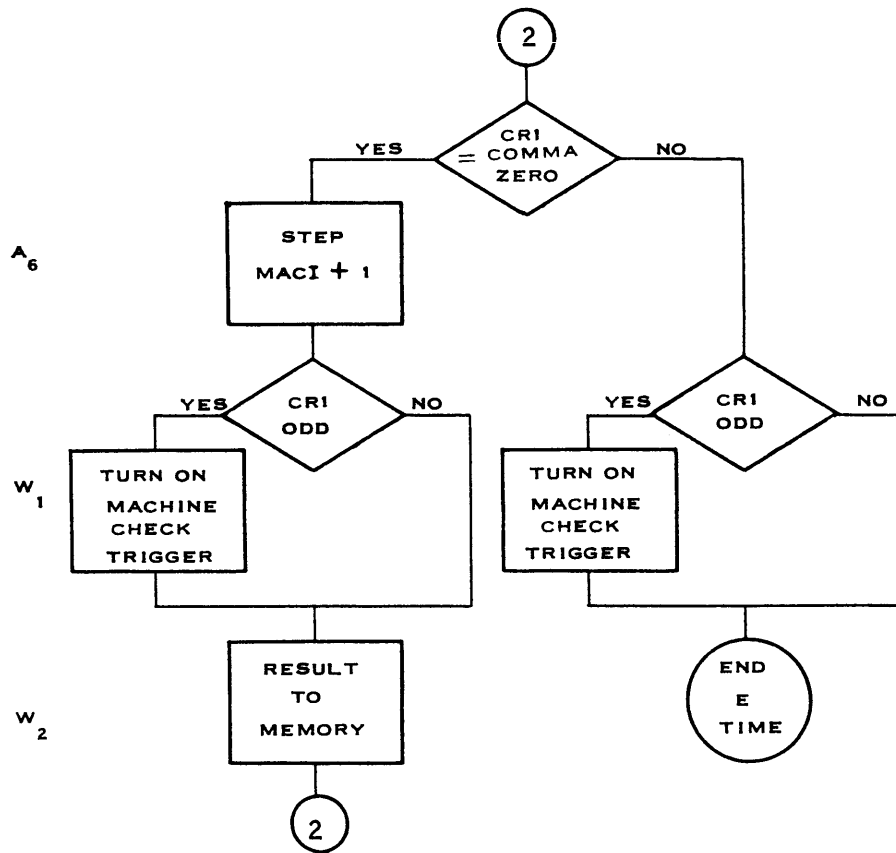 2
CR1
= COMMA
ZERO
YES
NO
A6
STEP
MACI + 1
YES
CR1
ODD
NO
YES
CR1
ODD
NO
W1
TURN ON
MACHINE
CHECK
TRIGGER
TURN ON
MACHINE
CHECK
TRIGGER
W2
RESULT
TO
MEMORY
END
E
TIME
2